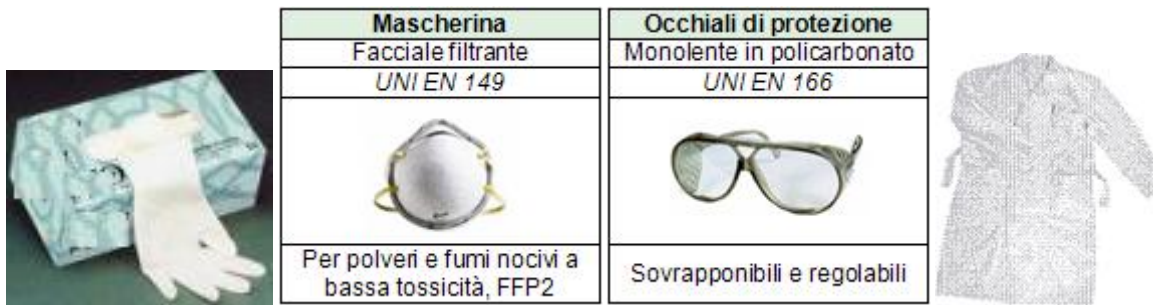 Mascherina
Facciale filtrante
UNI EN 149
Per polveri e fumi nocivi a
bassa tossicità, FFP2
Occhiali di protezione
Monolente in policarbonato
UNI EN 166
Sovrapponibili e regolabili